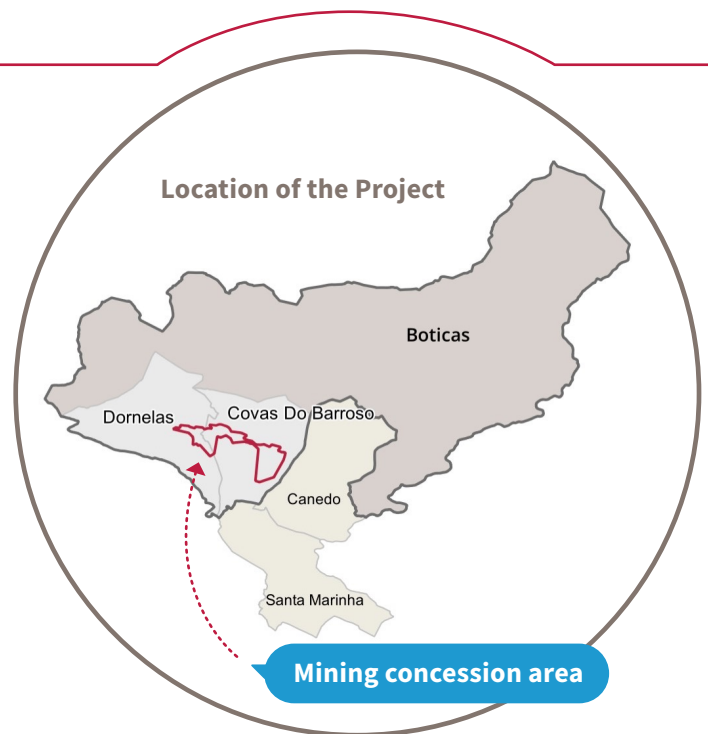 Location of the Project
Boticas
Dornelas
Covas Do Barroso
Canedo
Santa Marinha
Mining concession area